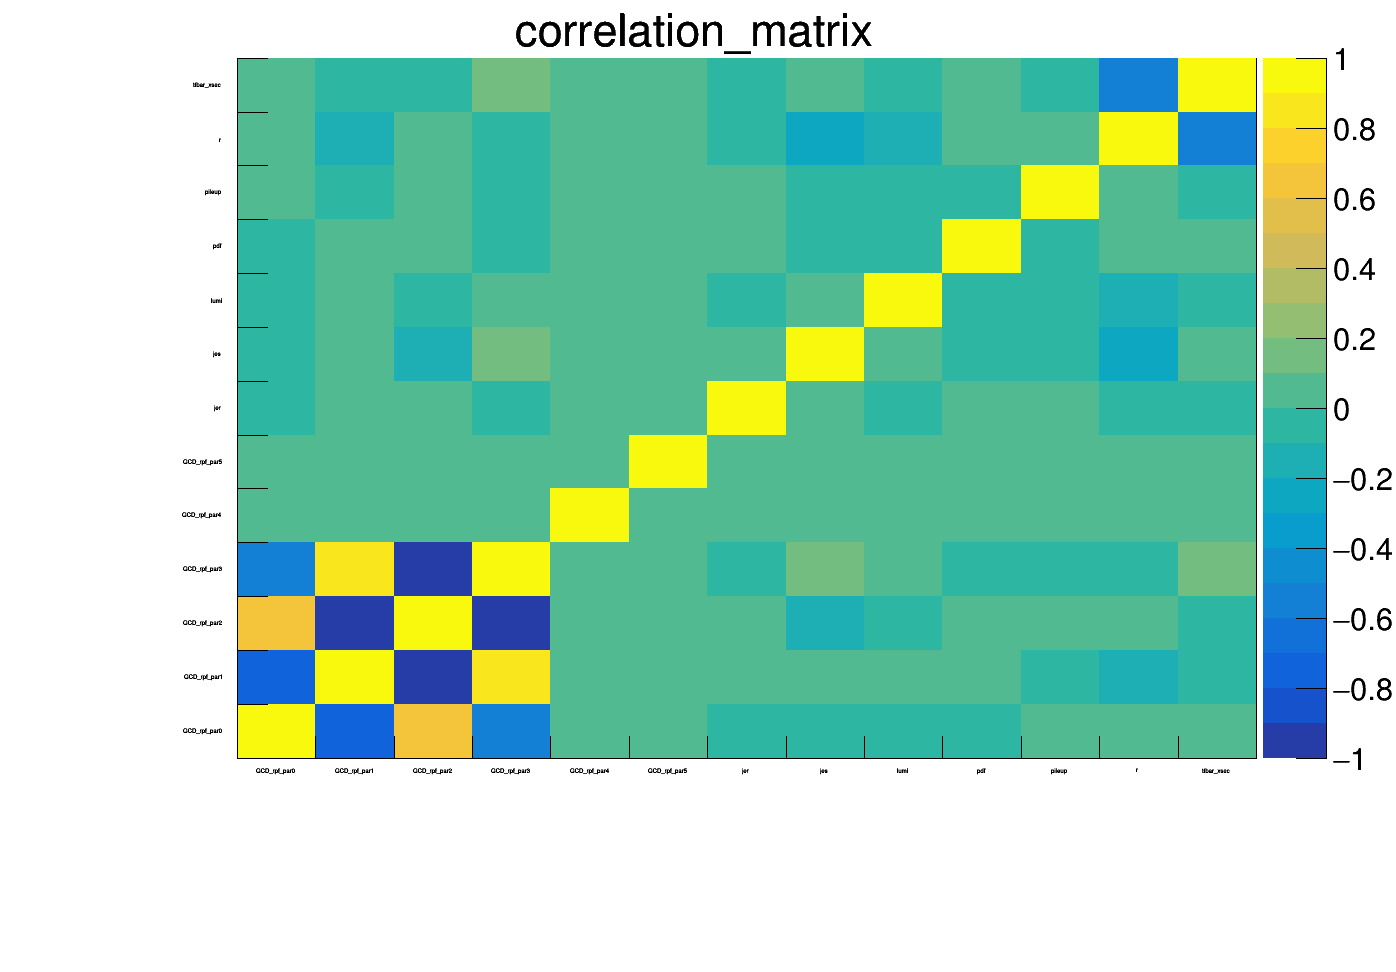 correlation_matrix
1
0.8
0.6
0.4
0.2
0
−0.2
−0.4
−0.6
−0.8
−1
ttbar_xsec
r
pileup
pdf
lumi
jes
jer
QCD_rpf_par5
QCD_rpf_par4
QCD_rpf_par3
QCD_rpf_par2
QCD_rpf_par1
QCD_rpf_par0
QCD_rpf_par0 QCD_rpf_par1 QCD_rpf_par2 QCD_rpf_par3 QCD_rpf_par4 QCD_rpf_par5 jer jes lumi pdf pileup r ttbar_xsec